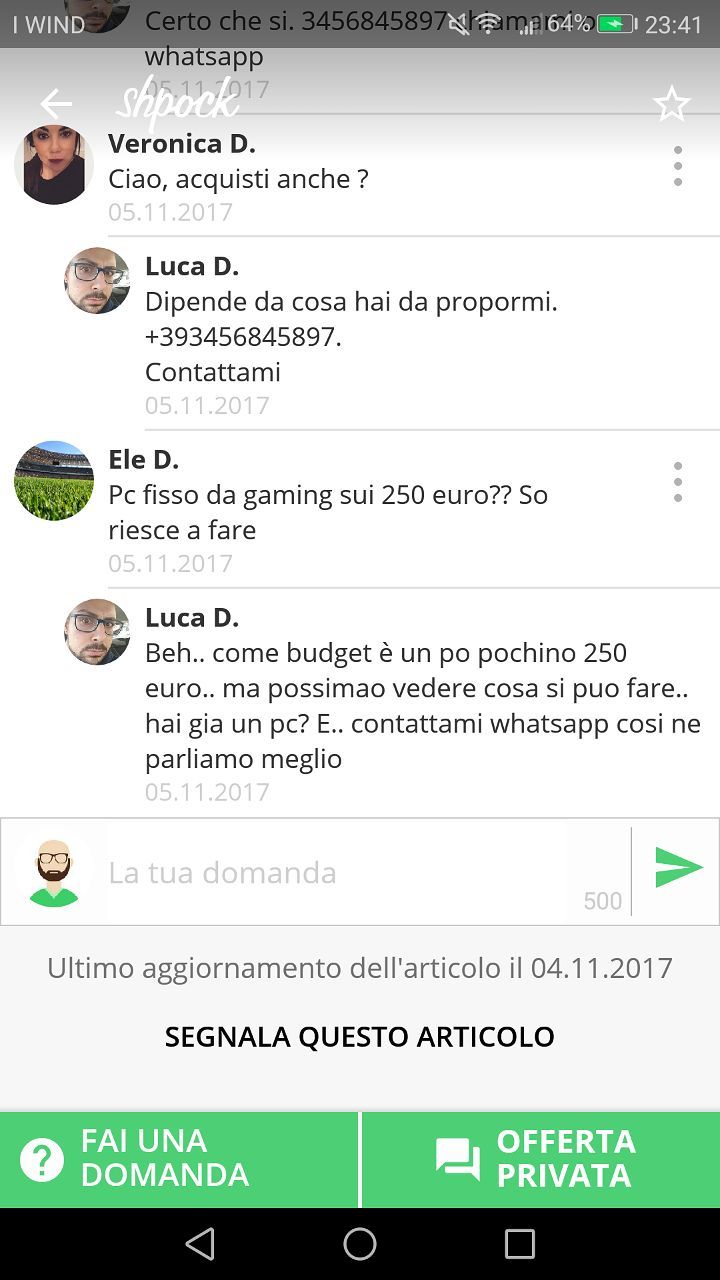 I WIND
64%
23:41
Certo che si. 3456845897 chiamami o
whatsapp
05.11.2017
shpock
Veronica D.
Ciao, acquisti anche ?
05.11.2017
Luca D.
Dipende da cosa hai da propormi.
+393456845897.
Contattami
05.11.2017
Ele D.
Pc fisso da gaming sui 250 euro?? So
riesce a fare
05.11.2017
Luca D.
Beh.. come budget è un po pochino 250
euro.. ma possimao vedere cosa si puo fare..
hai gia un pc? E.. contattami whatsapp cosi ne
parliamo meglio
05.11.2017
La tua domanda
500
Ultimo aggiornamento dell'articolo il 04.11.2017
SEGNALA QUESTO ARTICOLO
FAI UNA
DOMANDA
OFFERTA
PRIVATA